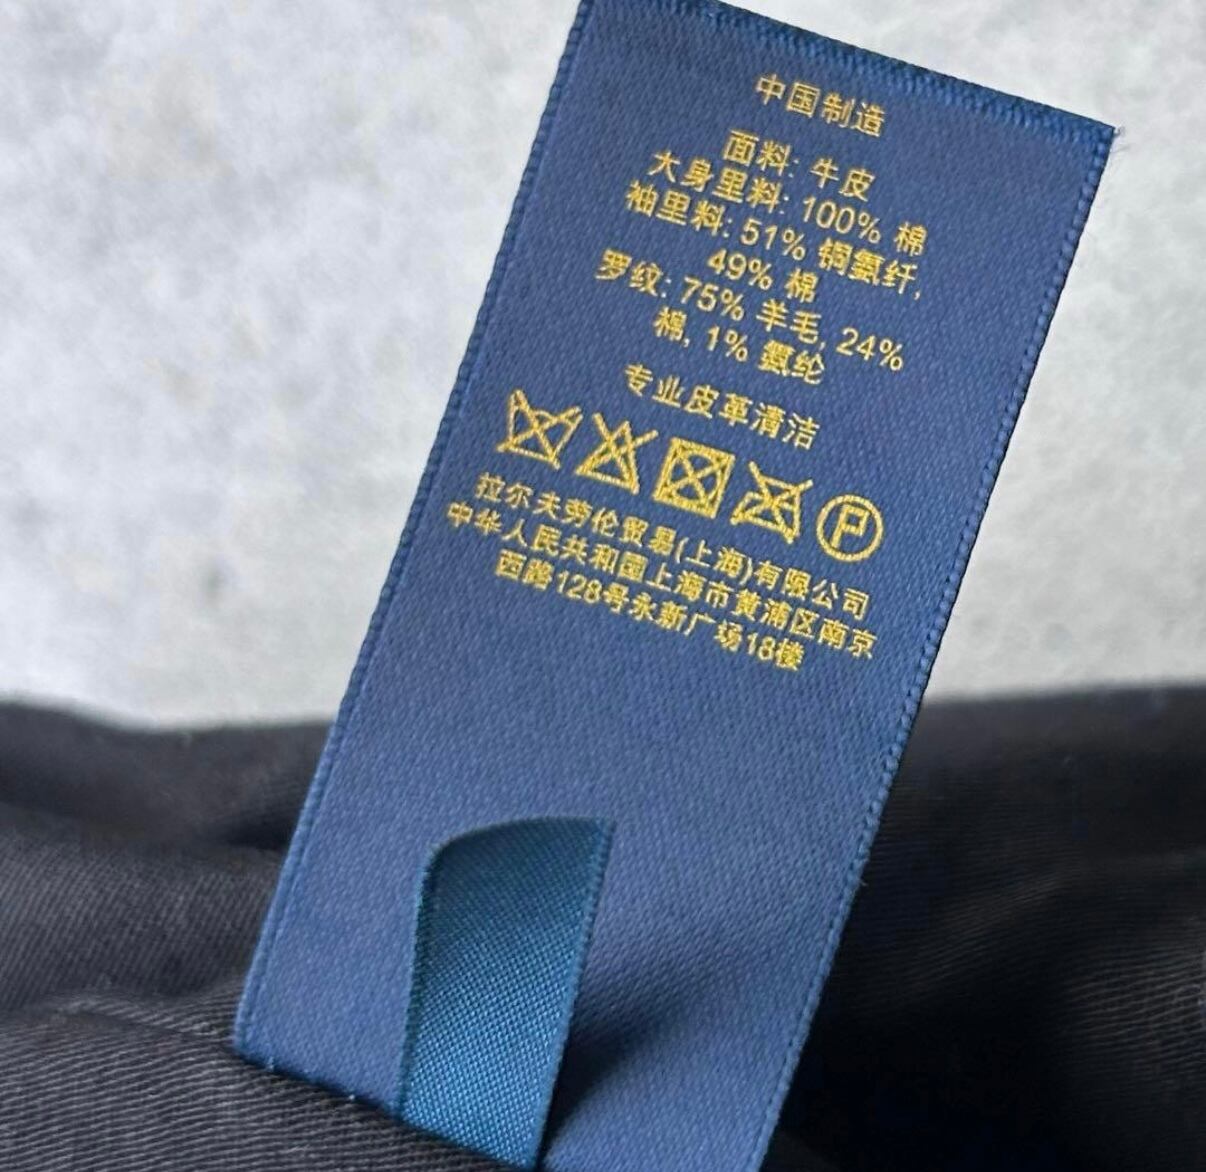 中国制造
面料: 牛皮
大身里料: 100% 棉
袖里料: 51% 铜氨纤,
49% 棉
罗纹: 75% 羊毛, 24%
棉, 1% 氨纶
专业皮革清洁
P
拉尔夫劳伦贸易(上海)有限公司
中华人民共和国上海市黄浦区南京
西路128号永新广场18楼